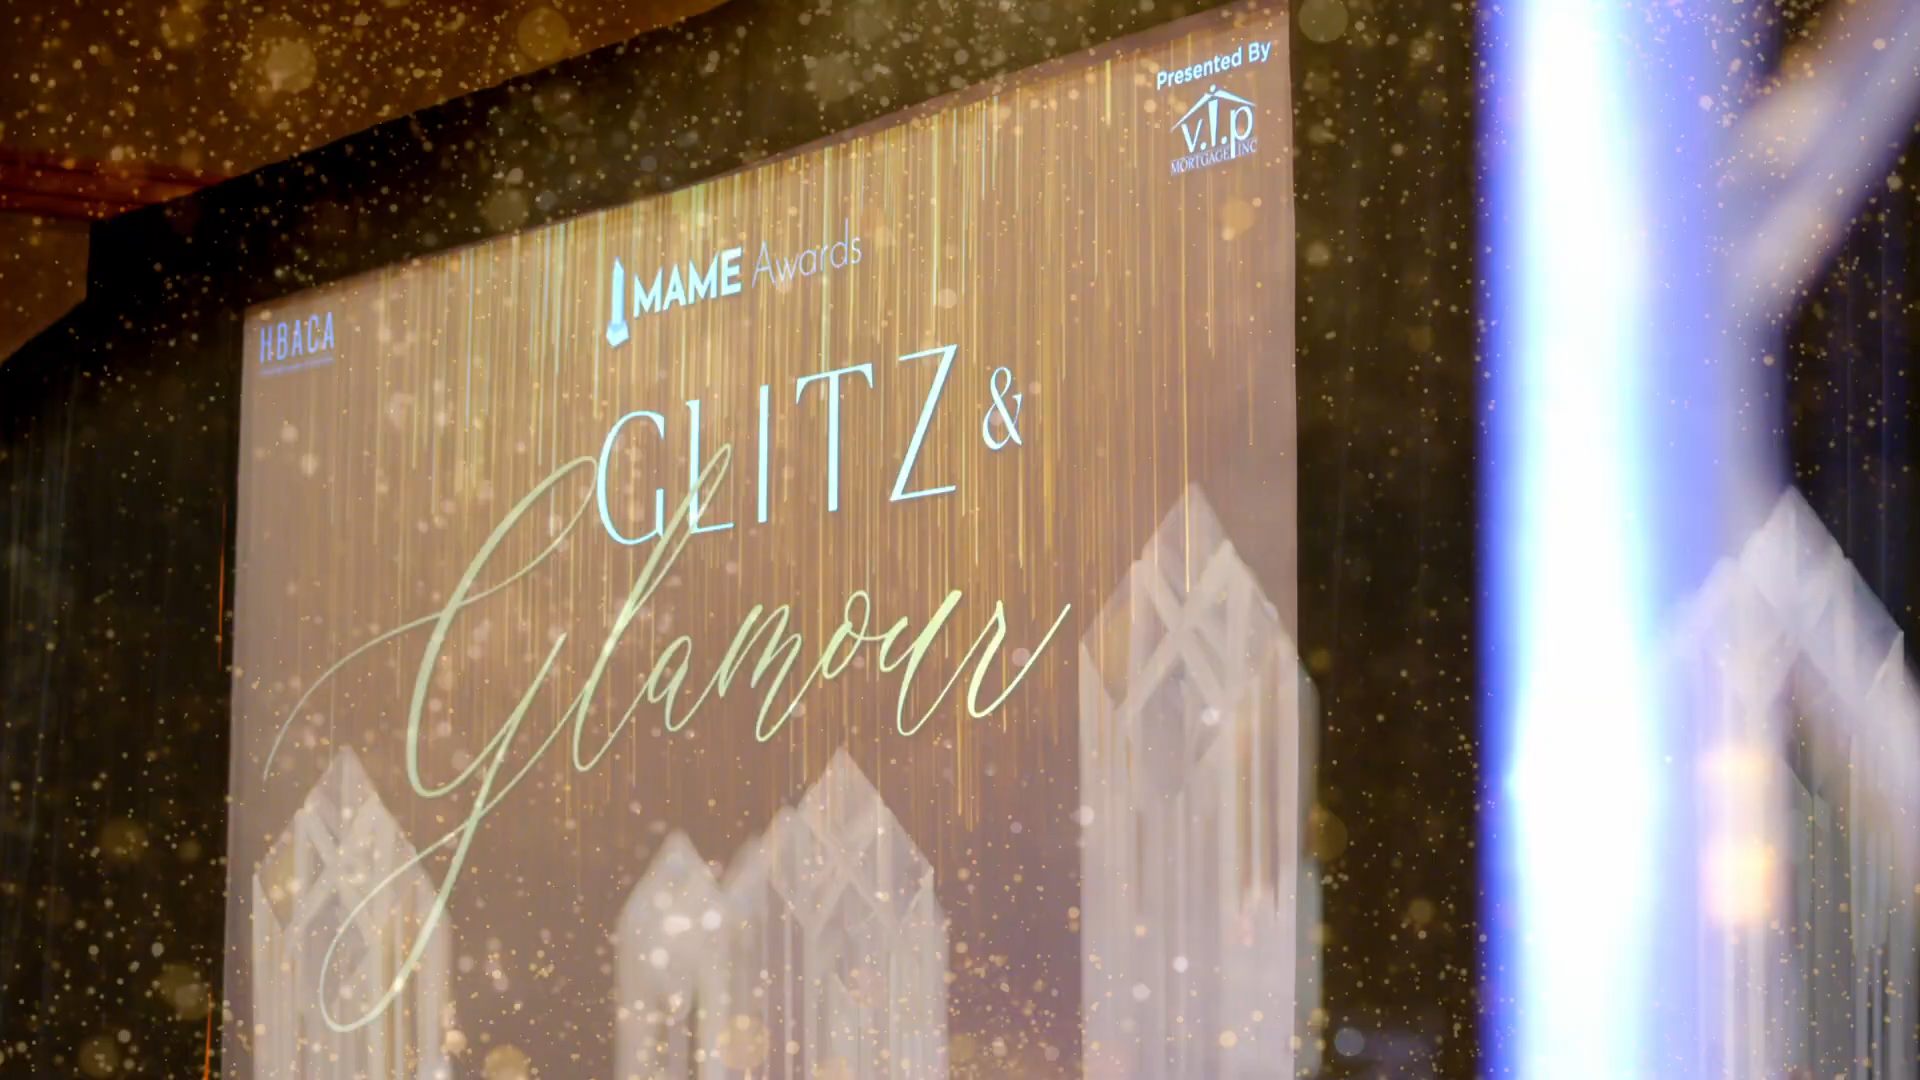 Presented By
v.i.p
MORTGAGE INC
MAME Awards
HBACA
GLITZ &
Glamour